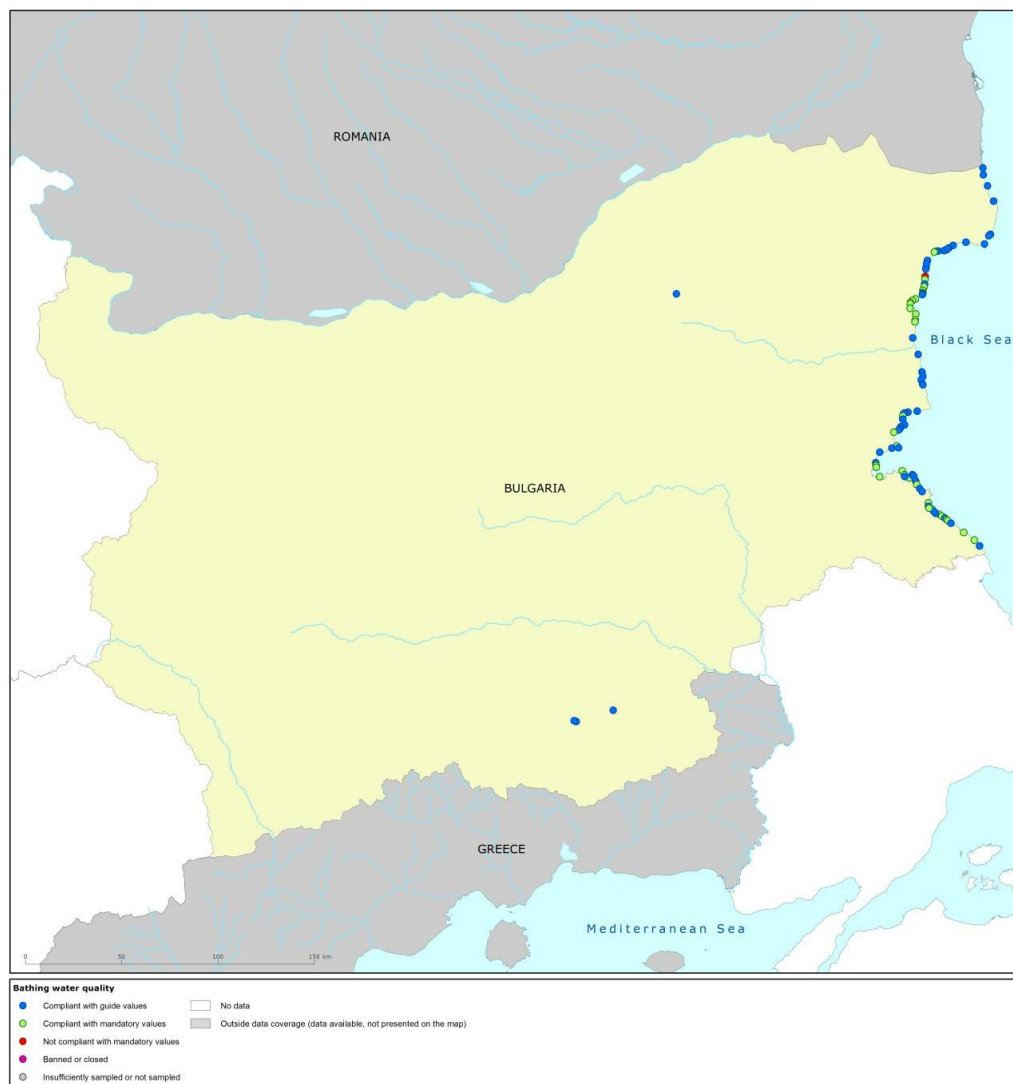 ROMANIA
Black Sea
BULGARIA
GREECE
Mediterranean Sea
0 50 100 150 km
Bathing water quality
Compliant with guide values
No data
Compliant with mandatory values
Outside data coverage (data available, not presented on the map)
Not compliant with mandatory values
Banned or closed
Insufficiently sampled or not sampled